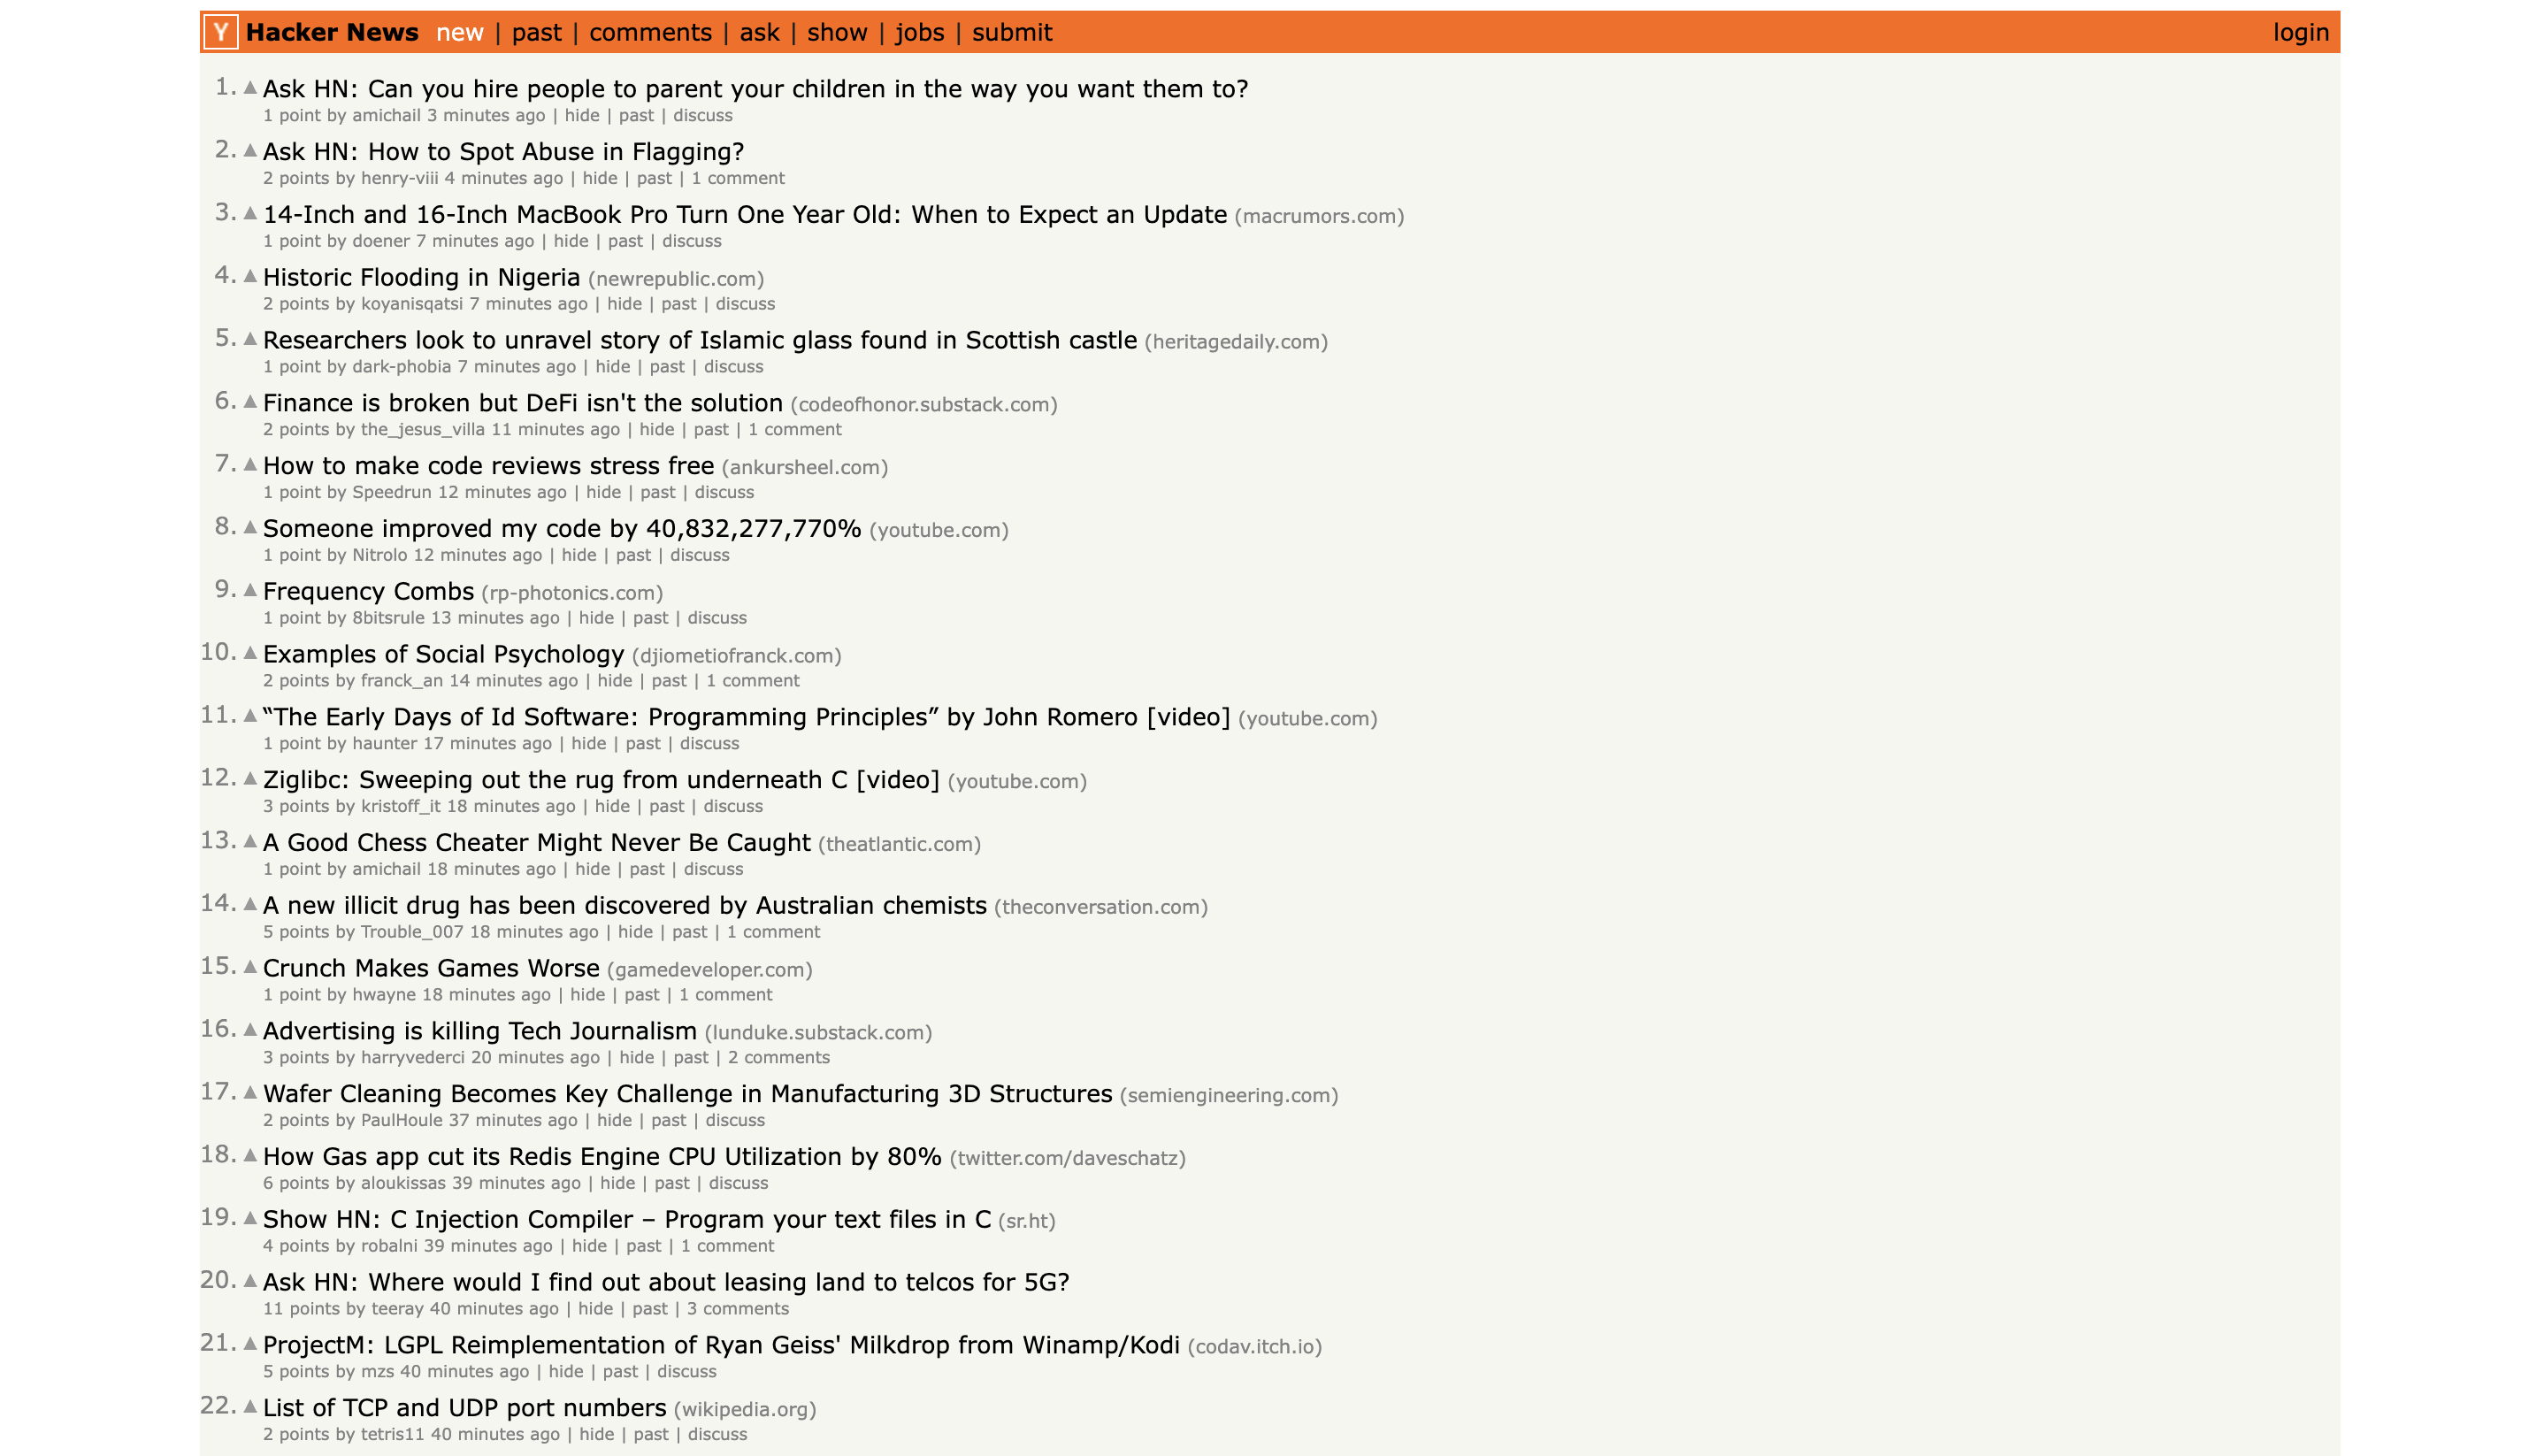 Y Hacker News new | past | comments | ask | show | jobs | submit login
1. ▲ Ask HN: Can you hire people to parent your children in the way you want them to?
1 point by amichail 3 minutes ago | hide | past | discuss
2. ▲ Ask HN: How to Spot Abuse in Flagging?
2 points by henry-viii 4 minutes ago | hide | past | 1 comment
3. ▲ 14-Inch and 16-Inch MacBook Pro Turn One Year Old: When to Expect an Update (macrumors.com)
1 point by doener 7 minutes ago | hide | past | discuss
4. ▲ Historic Flooding in Nigeria (newrepublic.com)
2 points by koyanisqatsi 7 minutes ago | hide | past | discuss
5. ▲ Researchers look to unravel story of Islamic glass found in Scottish castle (heritagedaily.com)
1 point by dark-phobia 7 minutes ago | hide | past | discuss
6. ▲ Finance is broken but DeFi isn't the solution (codeofhonor.substack.com)
2 points by the_jesus_villa 11 minutes ago | hide | past | 1 comment
7. ▲ How to make code reviews stress free (ankursheel.com)
1 point by Speedrun 12 minutes ago | hide | past | discuss
8. ▲ Someone improved my code by 40,832,277,770% (youtube.com)
1 point by Nitrolo 12 minutes ago | hide | past | discuss
9. ▲ Frequency Combs (rp-photonics.com)
1 point by 8bitsrule 13 minutes ago | hide | past | discuss
10. ▲ Examples of Social Psychology (djiometiofranck.com)
2 points by franck_an 14 minutes ago | hide | past | 1 comment
11. ▲ “The Early Days of Id Software: Programming Principles” by John Romero [video] (youtube.com)
1 point by haunter 17 minutes ago | hide | past | discuss
12. ▲ Ziglibc: Sweeping out the rug from underneath C [video] (youtube.com)
3 points by kristoff_it 18 minutes ago | hide | past | discuss
13. ▲ A Good Chess Cheater Might Never Be Caught (theatlantic.com)
1 point by amichail 18 minutes ago | hide | past | discuss
14. ▲ A new illicit drug has been discovered by Australian chemists (theconversation.com)
5 points by Trouble_007 18 minutes ago | hide | past | 1 comment
15. ▲ Crunch Makes Games Worse (gamedeveloper.com)
1 point by hwayne 18 minutes ago | hide | past | 1 comment
16. ▲ Advertising is killing Tech Journalism (lunduke.substack.com)
3 points by harryvederci 20 minutes ago | hide | past | 2 comments
17. ▲ Wafer Cleaning Becomes Key Challenge in Manufacturing 3D Structures (semiengineering.com)
2 points by PaulHoule 37 minutes ago | hide | past | discuss
18. ▲ How Gas app cut its Redis Engine CPU Utilization by 80% (twitter.com/daveschatz)
6 points by aloukissas 39 minutes ago | hide | past | discuss
19. ▲ Show HN: C Injection Compiler – Program your text files in C (sr.ht)
4 points by robalni 39 minutes ago | hide | past | 1 comment
20. ▲ Ask HN: Where would I find out about leasing land to telcos for 5G?
11 points by teeray 40 minutes ago | hide | past | 3 comments
21. ▲ ProjectM: LGPL Reimplementation of Ryan Geiss' Milkdrop from Winamp/Kodi (codav.itch.io)
5 points by mzs 40 minutes ago | hide | past | discuss
22. ▲ List of TCP and UDP port numbers (wikipedia.org)
2 points by tetris11 40 minutes ago | hide | past | discuss